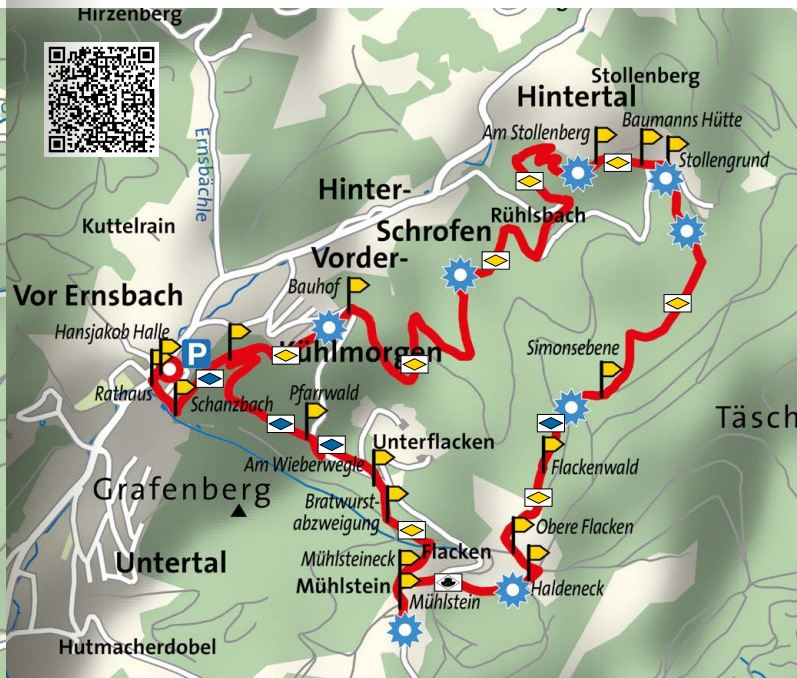 Hirzenberg
Stollenberg
Hintertal
Baumanns Hütte
Am Stollenberg
Stollengrund
Ernsbächle
Hinter-
Rühlsbach
Kuttelrain
Schrofen
Vorder-
Bauhof
Vor Ernsbach
Hansjakob Halle
P
Kühlmorgen
Simonsebene
Rathaus
Schanzbach
Pfarrwald
Täsch
Unterflacken
Am Wieberwegle
Flackenwald
Grafenberg
Bratwurst-
abzweigung
Obere Flacken
Untertal
Mühlsteineck
Flacken
Mühlstein
Mühlstein
Haldeneck
Hutmacherdobel